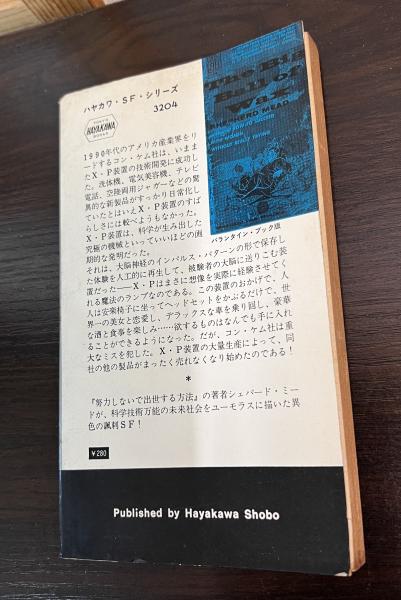 ハヤカワ・SF・シリーズ
3204
TOKYO
HAYAKAWA
BOOKS
The Big
Ball of
Wax
SHEPHERD MEAD
バランタイン・ブック版
1990年代のアメリカ産業界をリ
ードするコン・ケム社は、いまま
たX・P装置の技術開発に成功し
た。洗体機、電気美容機、テレビ
電話、空陸両用ジャガーなどの驚
異的な新製品がすっかり日常化し
ていたとはいえX・P装置のすば
らしさには較べようもなかった。
X・P装置は、科学が生み出した
究極の機械といっていいほどの画
期的な発明だった。
それは、大脳神経のインパルス・パターンの形で保存し
た体験を人工的に再生して、被験者の大脳に送りこむ装
置だった――X・Pはまさに想像を実際に経験させてく
れる魔法のランプなのである。この装置のおかげで、人
人は安楽椅子に坐ってヘッドセットをかぶるだけで、世
界一の美女と恋愛し、デラックスな車を乗り回し、豪華
な酒と食事を楽しみ……欲するものはなんでも手に入れ
ることができるようになった。だが、コン・ケム社は重
大なミスを犯した。X・P装置の大量生産によって、同
社の他の製品がまったく売れなくなり始めたのである！
*
『努力しないで出世する方法』の著者シェパード・ミー
ドが、科学技術万能の未来社会をユーモラスに描いた異
色の諷刺SF！
¥280
Published by Hayakawa Shobo